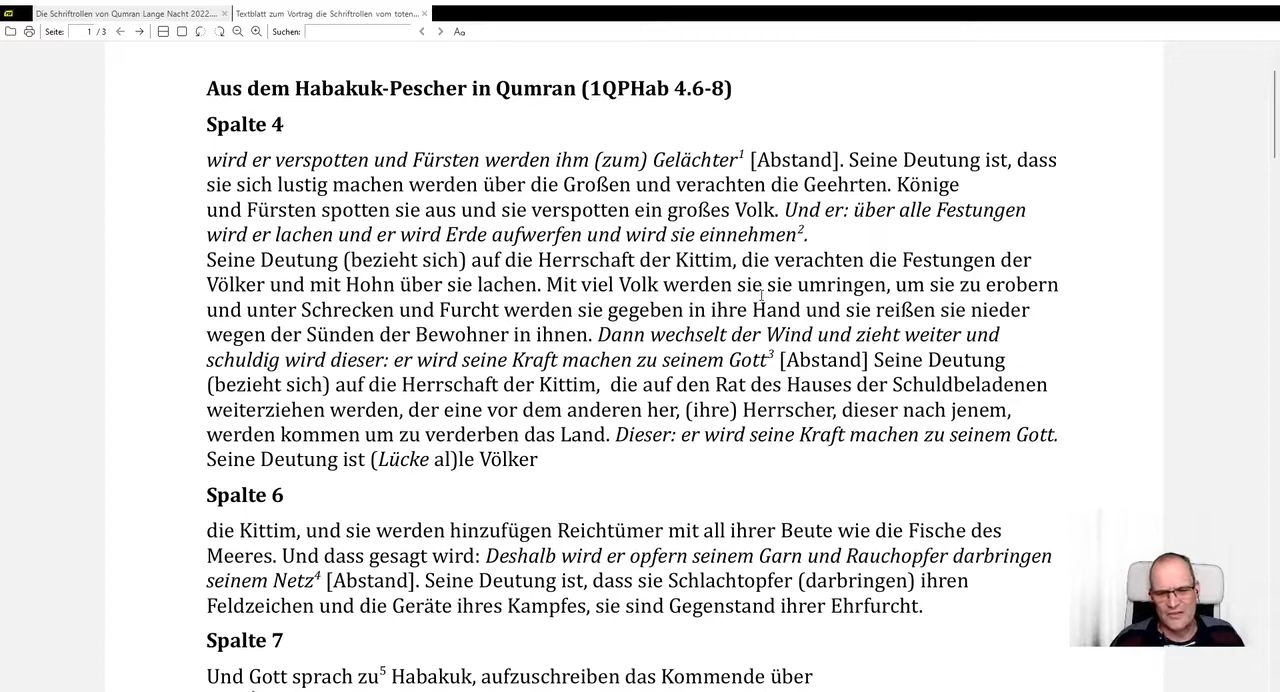 Die Schriftrollen von Qumran Lange Nacht 2022.... × Textblatt zum Vortrag die Schriftrollen vom toten... ×
Seite: 1 / 3 Suchen: Aa
Aus dem Habakuk-Pescher in Qumran (1QPHab 4.6-8)
Spalte 4
wird er verspotten und Fürsten werden ihm (zum) Gelächter¹ [Abstand]. Seine Deutung ist, dass
sie sich lustig machen werden über die Großen und verachten die Geehrten. Könige
und Fürsten spotten sie aus und sie verspotten ein großes Volk. Und er: über alle Festungen
wird er lachen und er wird Erde aufwerfen und wird sie einnehmen².
Seine Deutung (bezieht sich) auf die Herrschaft der Kittim, die verachten die Festungen der
Völker und mit Hohn über sie lachen. Mit viel Volk werden sie sie umringen, um sie zu erobern
und unter Schrecken und Furcht werden sie gegeben in ihre Hand und sie reißen sie nieder
wegen der Sünden der Bewohner in ihnen. Dann wechselt der Wind und zieht weiter und
schuldig wird dieser: er wird seine Kraft machen zu seinem Gott³ [Abstand] Seine Deutung
(bezieht sich) auf die Herrschaft der Kittim, die auf den Rat des Hauses der Schuldbeladenen
weiterziehen werden, der eine vor dem anderen her, (ihre) Herrscher, dieser nach jenem,
werden kommen um zu verderben das Land. Dieser: er wird seine Kraft machen zu seinem Gott.
Seine Deutung ist (Lücke al)le Völker
Spalte 6
die Kittim, und sie werden hinzufügen Reichtümer mit all ihrer Beute wie die Fische des
Meeres. Und dass gesagt wird: Deshalb wird er opfern seinem Garn und Rauchopfer darbringen
seinem Netz⁴ [Abstand]. Seine Deutung ist, dass sie Schlachtopfer (darbringen) ihren
Feldzeichen und die Geräte ihres Kampfes, sie sind Gegenstand ihrer Ehrfurcht.
Spalte 7
Und Gott sprach zu⁵ Habakuk, aufzuschreiben das Kommende über